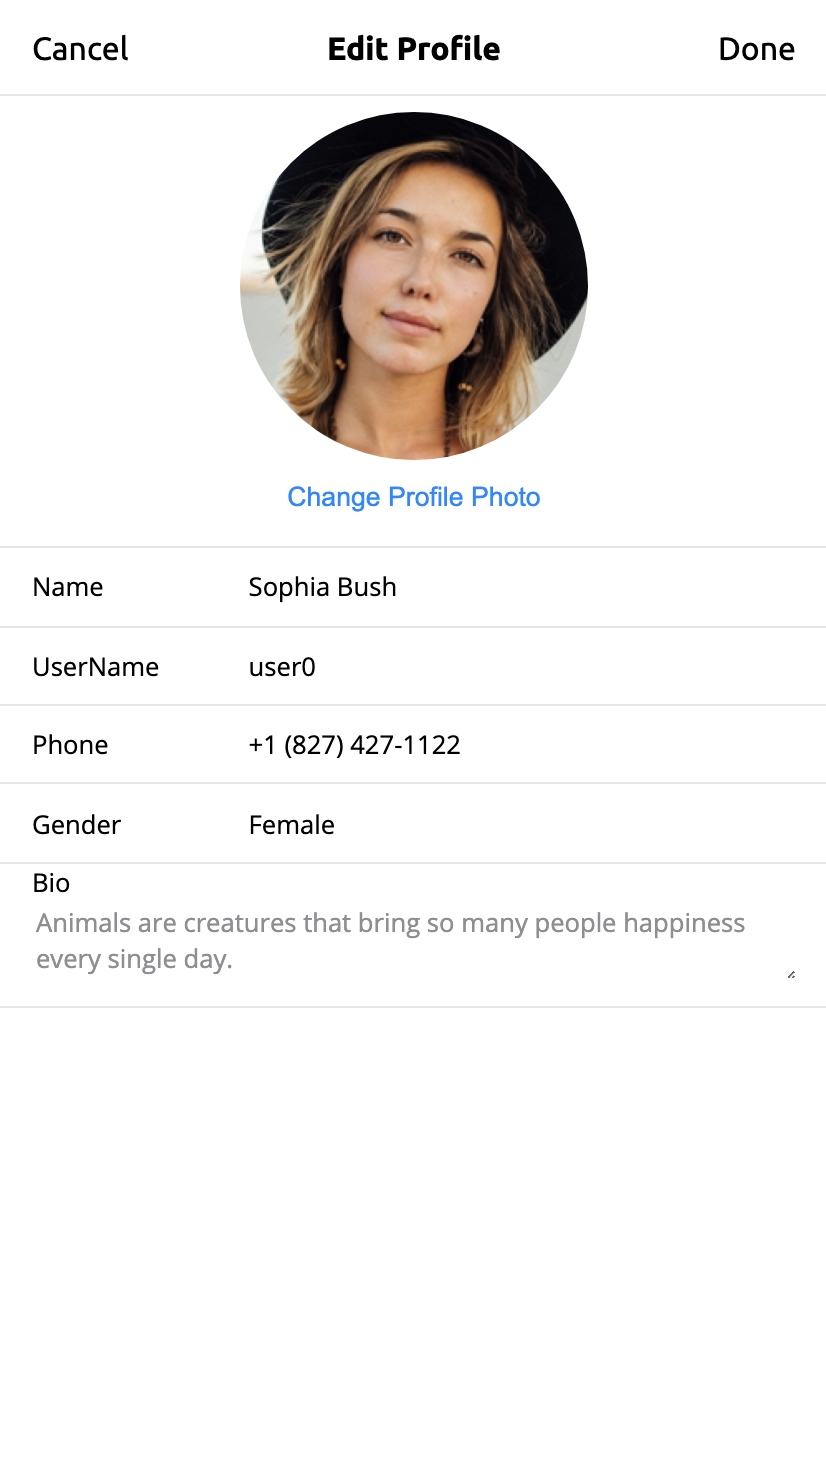 Cancel Edit Profile Done
Change Profile Photo
Name Sophia Bush
UserName user0
Phone +1 (827) 427-1122
Gender Female
Bio
Animals are creatures that bring so many people happiness
every single day.